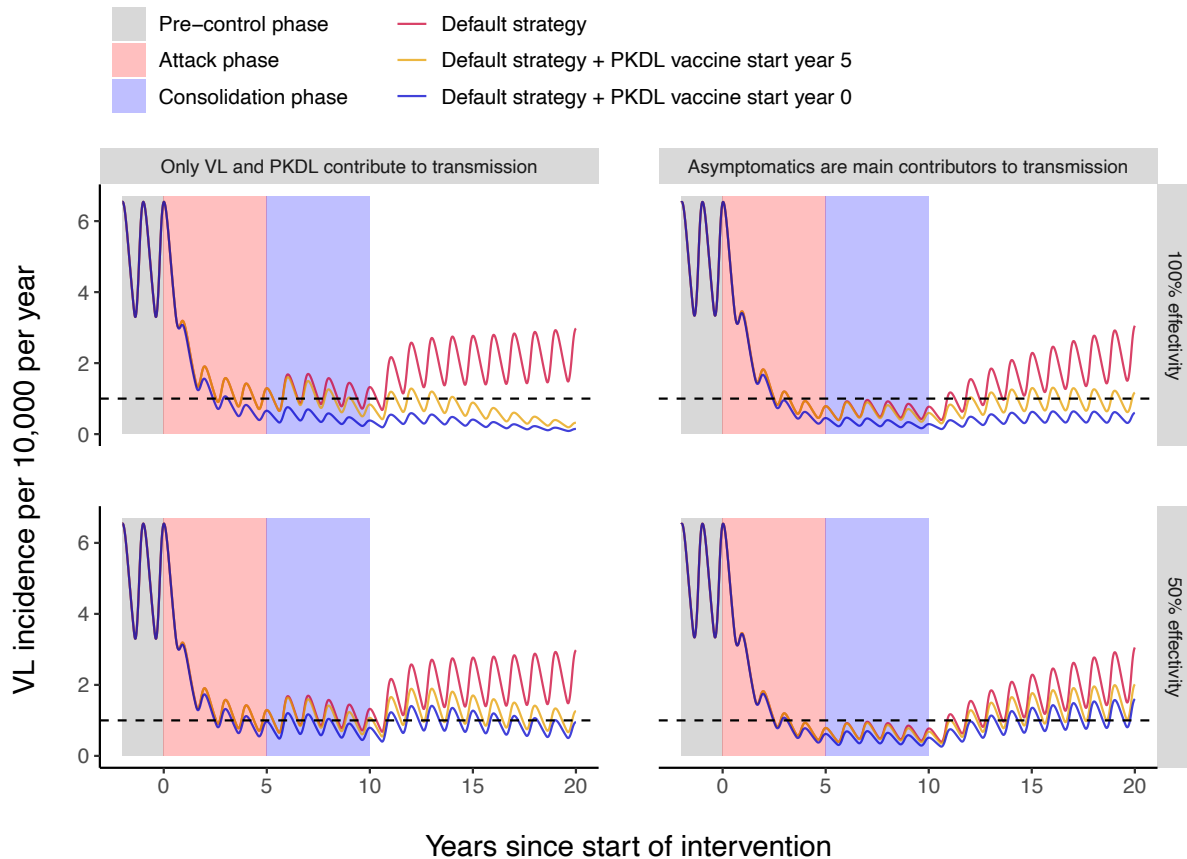 Pre−control phase
Attack phase
Consolidation phase
Default strategy
Default strategy + PKDL vaccine start year 5
Default strategy + PKDL vaccine start year 0
Only VL and PKDL contribute to transmission
Asymptomatics are main contributors to transmission
VL incidence per 10,000 per year
6
4
2
0
100% effectivity
6
4
2
0
50% effectivity
0 5 10 15 20
0 5 10 15 20
Years since start of intervention